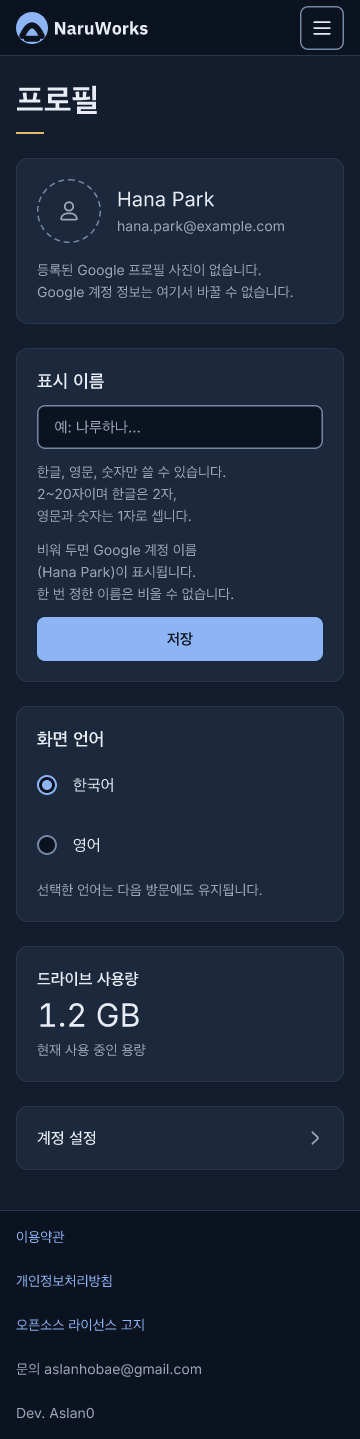 NaruWorks
프로필
Hana Park
hana.park@example.com
등록된 Google 프로필 사진이 없습니다.
Google 계정 정보는 여기서 바꿀 수 없습니다.
표시 이름
예: 나루하나...
한글, 영문, 숫자만 쓸 수 있습니다.
2~20자이며 한글은 2자,
영문과 숫자는 1자로 셉니다.
비워 두면 Google 계정 이름
(Hana Park)이 표시됩니다.
한 번 정한 이름은 비울 수 없습니다.
저장
화면 언어
한국어
영어
선택한 언어는 다음 방문에도 유지됩니다.
드라이브 사용량
1.2 GB
현재 사용 중인 용량
계정 설정
이용약관
개인정보처리방침
오픈소스 라이선스 고지
문의 aslanhobae@gmail.com
Dev. Aslan0